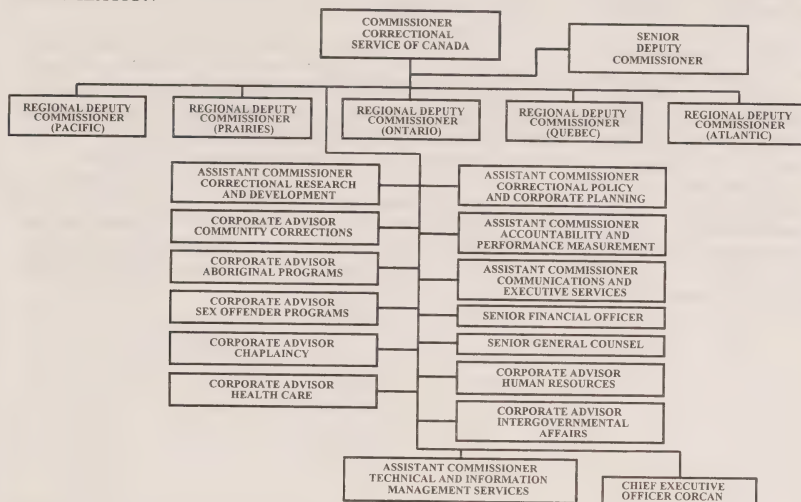 COMMISSIONER
CORRECTIONAL
SERVICE OF CANADA
SENIOR
DEPUTY
COMMISSIONER
REGIONAL DEPUTY
COMMISSIONER
(PACIFIC)
REGIONAL DEPUTY
COMMISSIONER
(PRAIRIES)
REGIONAL DEPUTY
COMMISSIONER
(ONTARIO)
REGIONAL DEPUTY
COMMISSIONER
(QUEBEC)
REGIONAL DEPUTY
COMMISSIONER
(ATLANTIC)
ASSISTANT COMMISSIONER
CORRECTIONAL RESEARCH
AND DEVELOPMENT
ASSISTANT COMMISSIONER
CORRECTIONAL POLICY
AND CORPORATE PLANNING
CORPORATE ADVISOR
COMMUNITY CORRECTIONS
ASSISTANT COMMISSIONER
ACCOUNTABILITY AND
PERFORMANCE MEASUREMENT
CORPORATE ADVISOR
ABORIGINAL PROGRAMS
ASSISTANT COMMISSIONER
COMMUNICATIONS AND
EXECUTIVE SERVICES
CORPORATE ADVISOR
SEX OFFENDER PROGRAMS
SENIOR FINANCIAL OFFICER
SENIOR GENERAL COUNSEL
CORPORATE ADVISOR
CHAPLAINCY
CORPORATE ADVISOR
HUMAN RESOURCES
CORPORATE ADVISOR
HEALTH CARE
CORPORATE ADVISOR
INTERGOVERNMENTAL
AFFAIRS
ASSISTANT COMMISSIONER
TECHNICAL AND INFORMATION
MANAGEMENT SERVICES
CHIEF EXECUTIVE
OFFICER CORCAN